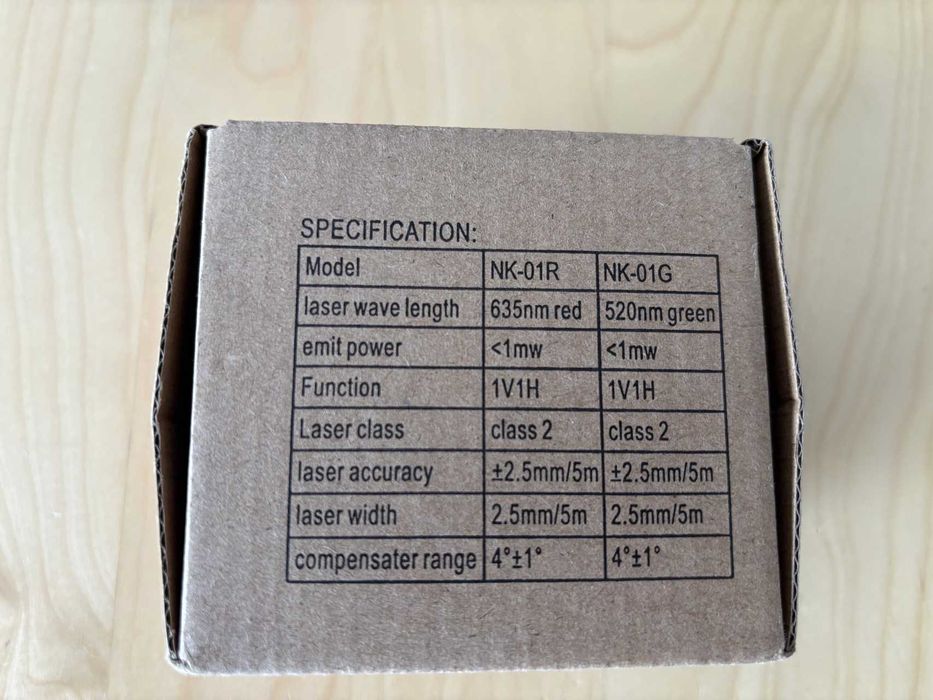 SPECIFICATION:
Model NK-01R NK-01G
laser wave length 635nm red 520nm green
emit power <1mw <1mw
Function 1V1H 1V1H
Laser class class 2 class 2
laser accuracy ±2.5mm/5m ±2.5mm/5m
laser width 2.5mm/5m 2.5mm/5m
compensater range 4°±1° 4°±1°